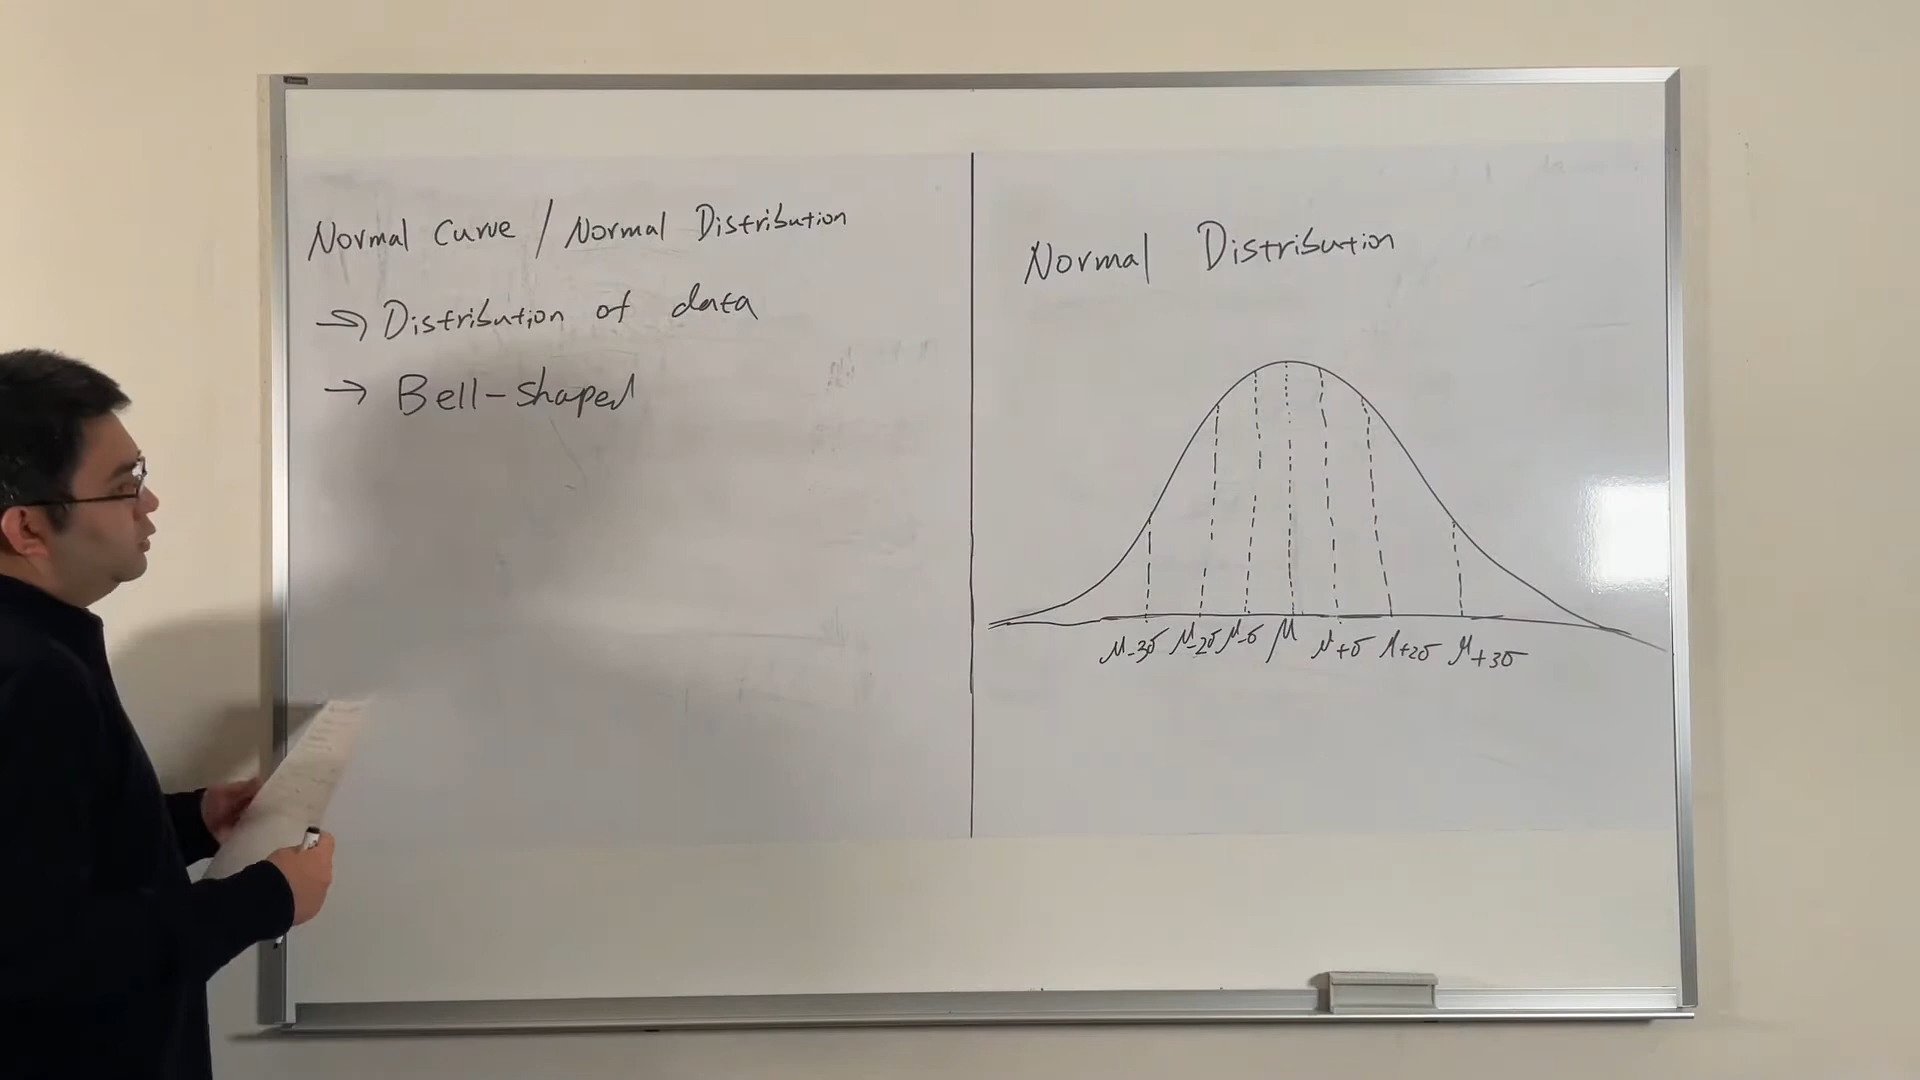 Normal Curve / Normal Distribution
→ Distribution of data
→ Bell-shaped
Normal Distribution
μ-3σ μ-2σ μ-σ μ μ+σ μ+2σ μ+3σ